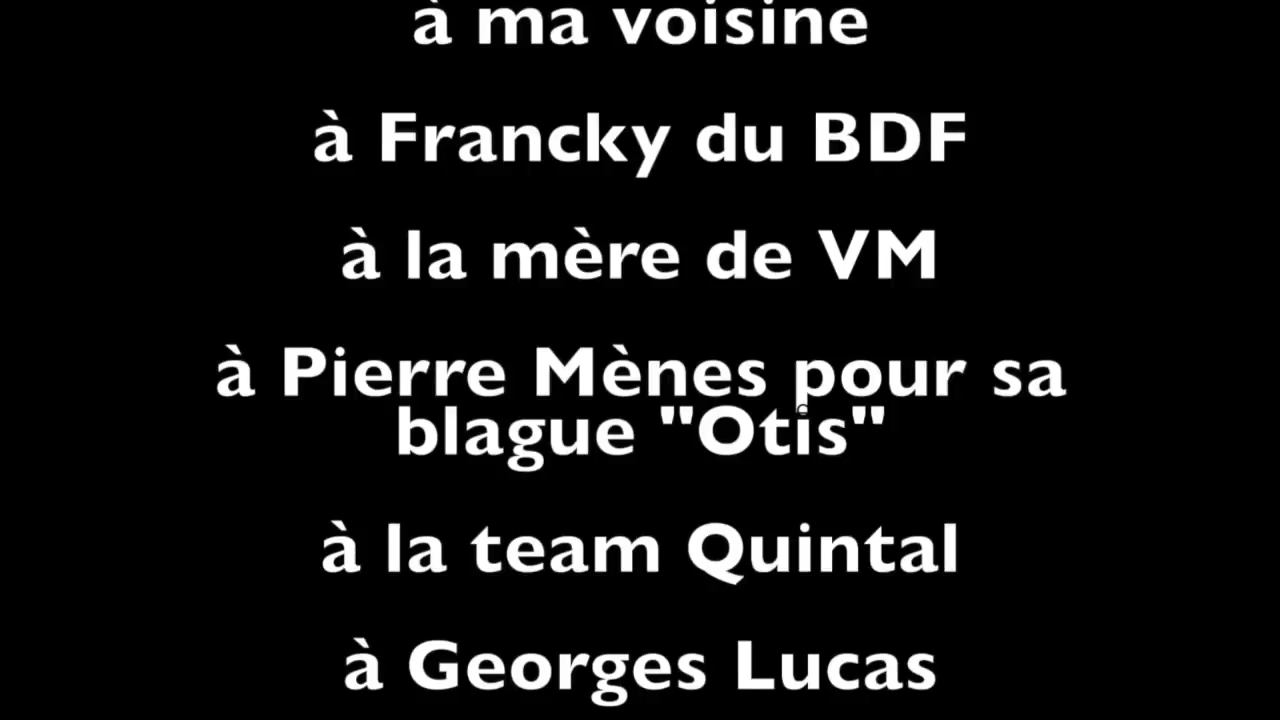 à ma voisine
à Francky du BDF
à la mère de VM
à Pierre Mènes pour sa
blague "Otis"
à la team Quintal
à Georges Lucas